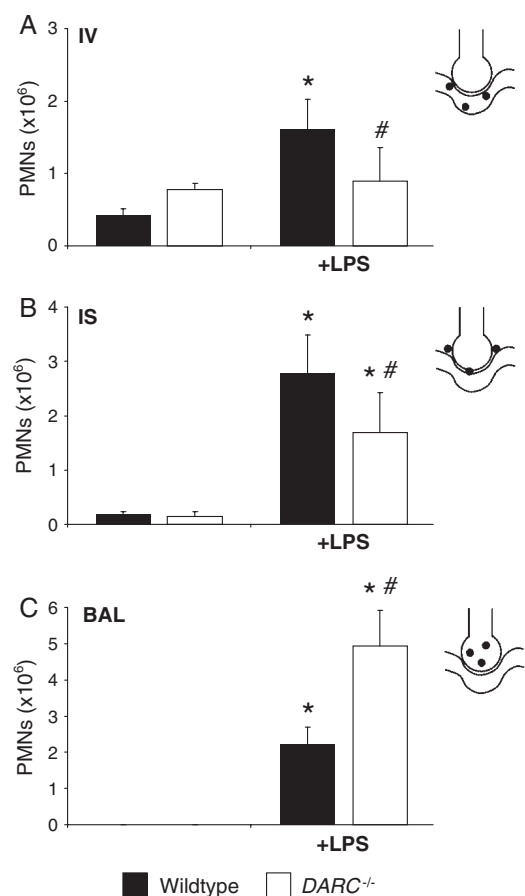 A
IV
PMNs (x10⁶)
3
2
1
0
*
#
+LPS
B
IS
PMNs (x10⁶)
4
3
2
1
0
*
* #
+LPS
C
BAL
PMNs (x10⁶)
6
5
4
3
2
1
0
*
* #
+LPS
Wildtype DARC⁻/⁻